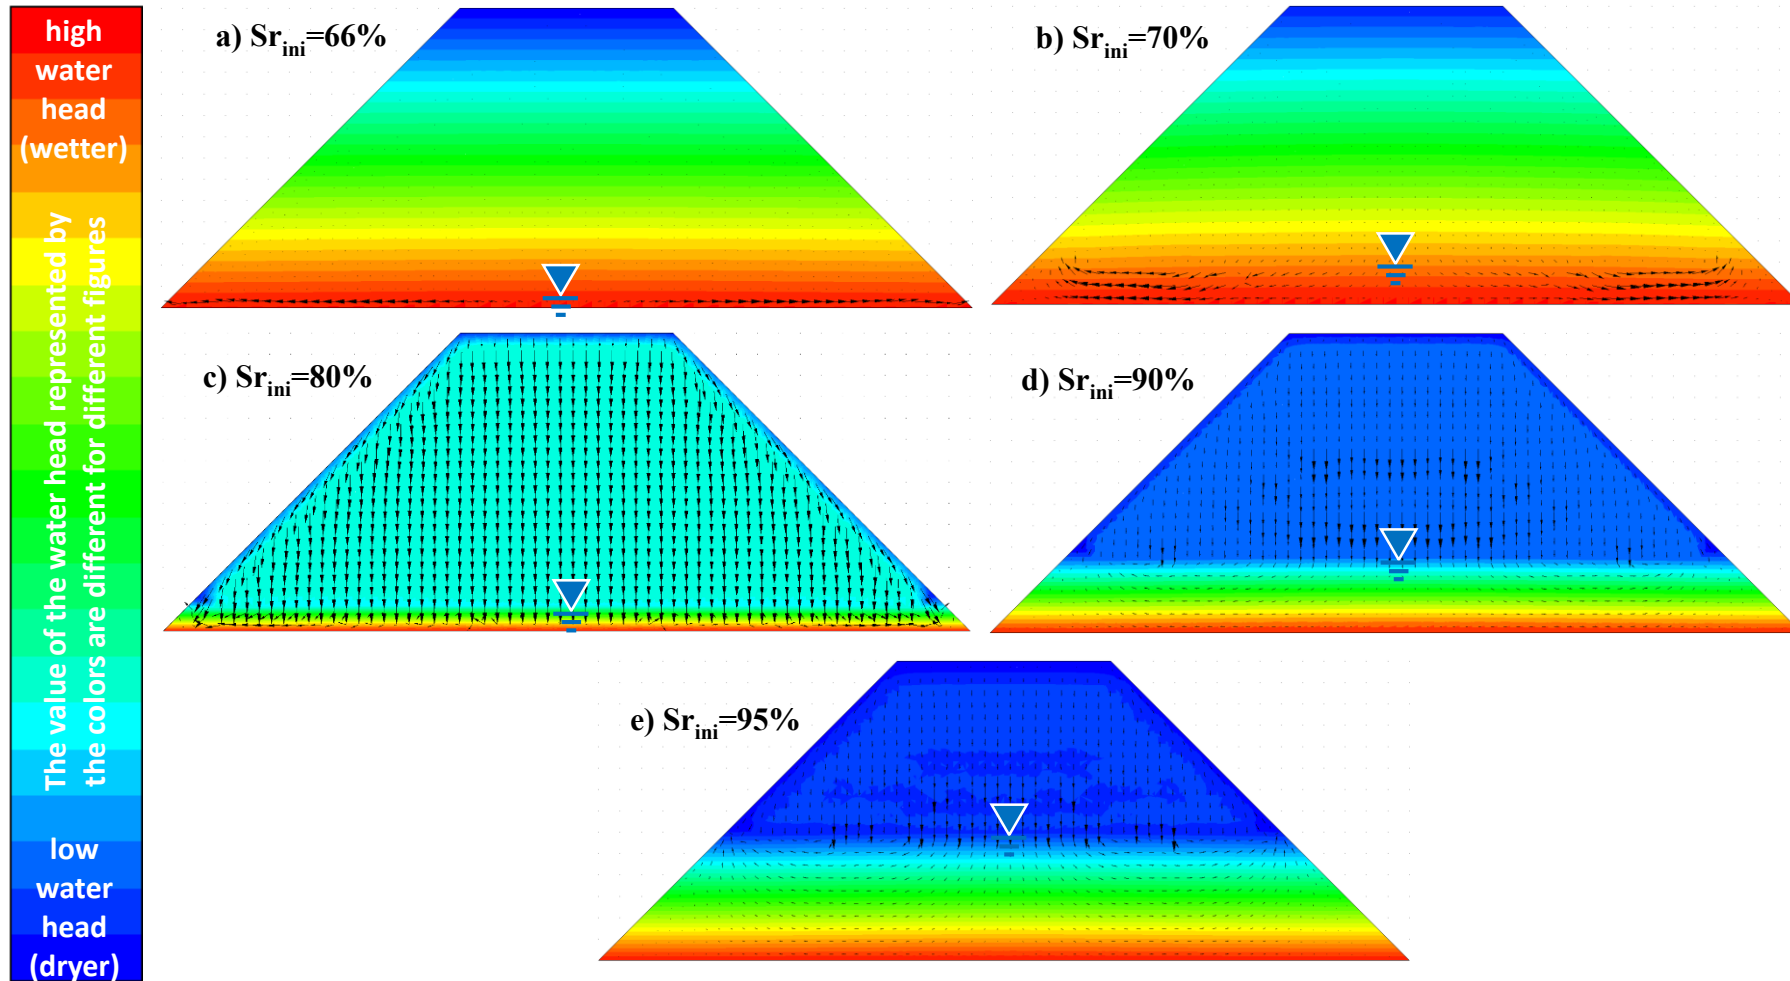 high
water
head
(wetter)
The value of the water head represented by
the colors are different for different figures
low
water
head
(dryer)
a) Sr_ini=66%
b) Sr_ini=70%
c) Sr_ini=80%
d) Sr_ini=90%
e) Sr_ini=95%